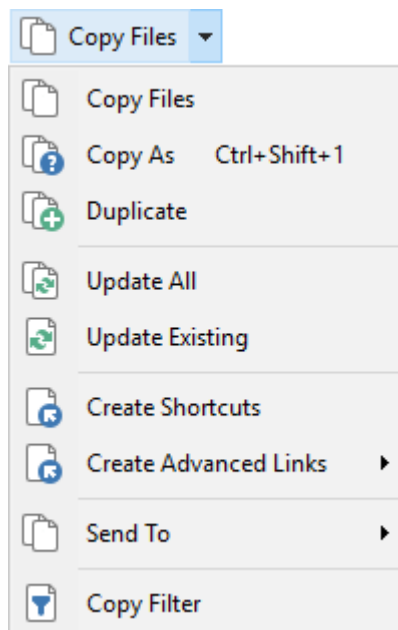 Copy Files
Copy Files
Copy As Ctrl+Shift+1
Duplicate
Update All
Update Existing
Create Shortcuts
Create Advanced Links
Send To
Copy Filter